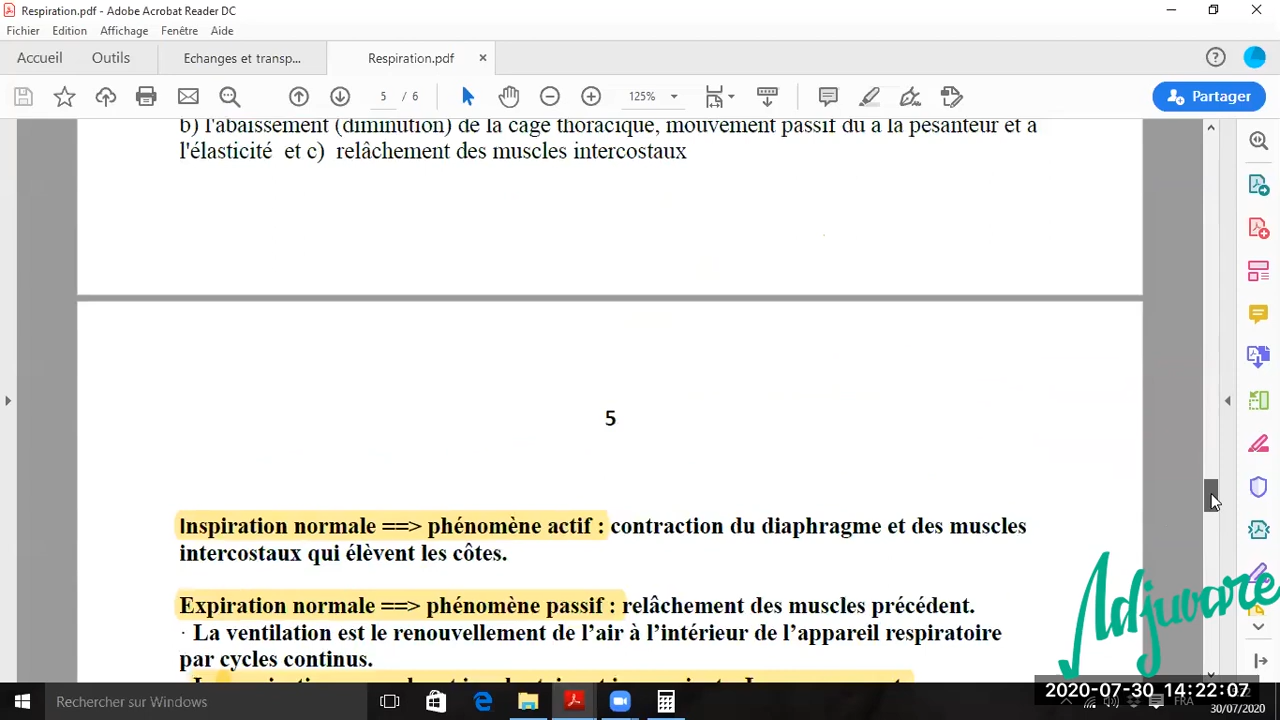 Respiration.pdf - Adobe Acrobat Reader DC
Fichier Edition Affichage Fenêtre Aide
Accueil Outils Echanges et transp... Respiration.pdf ×
5 / 6 125% Partager
b) l'abaissement (diminution) de la cage thoracique, mouvement passif du a la pesanteur et a
l'élasticité et c) relâchement des muscles intercostaux
5
Inspiration normale ==> phénomène actif : contraction du diaphragme et des muscles
intercostaux qui élèvent les côtes.
Expiration normale ==> phénomène passif : relâchement des muscles précédent.
· La ventilation est le renouvellement de l'air à l'intérieur de l'appareil respiratoire
par cycles continus.
Adjuvare
2020-07-30 14:22:07
Rechercher sur Windows
FRA
30/07/2020